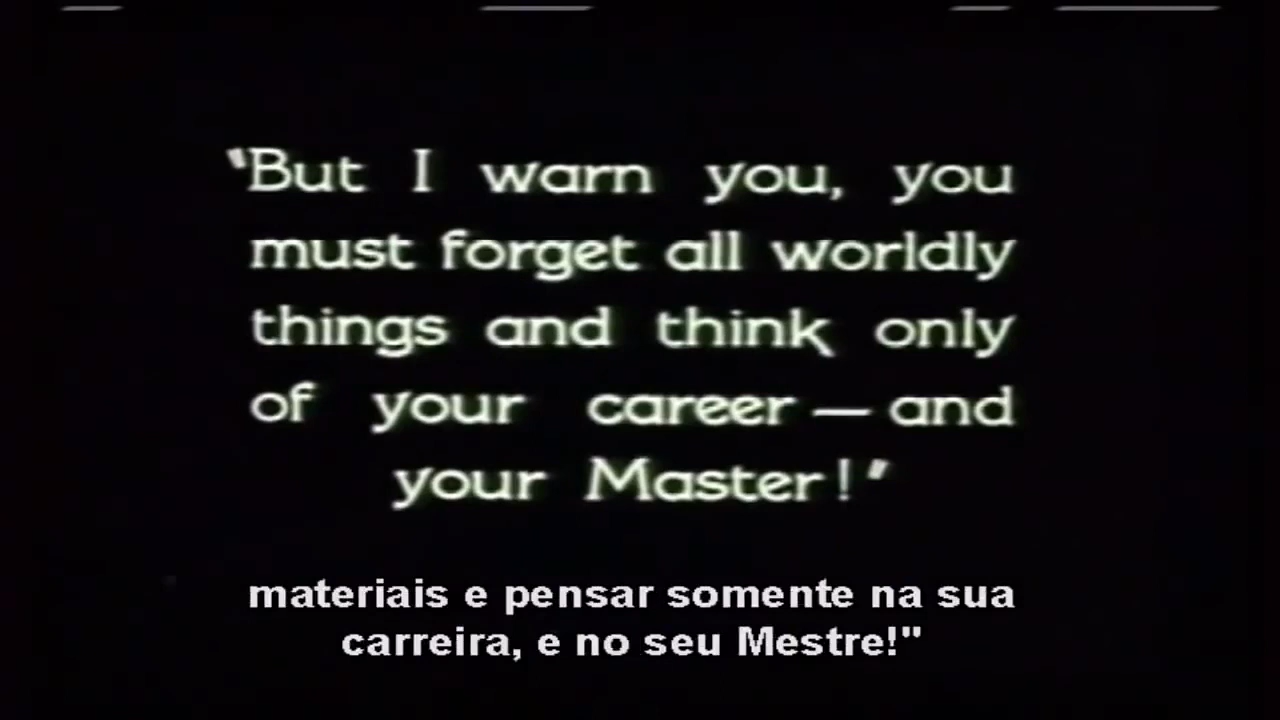 "But I warn you, you
must forget all worldly
things and think only
of your career — and
your Master!"
materiais e pensar somente na sua
carreira, e no seu Mestre!"